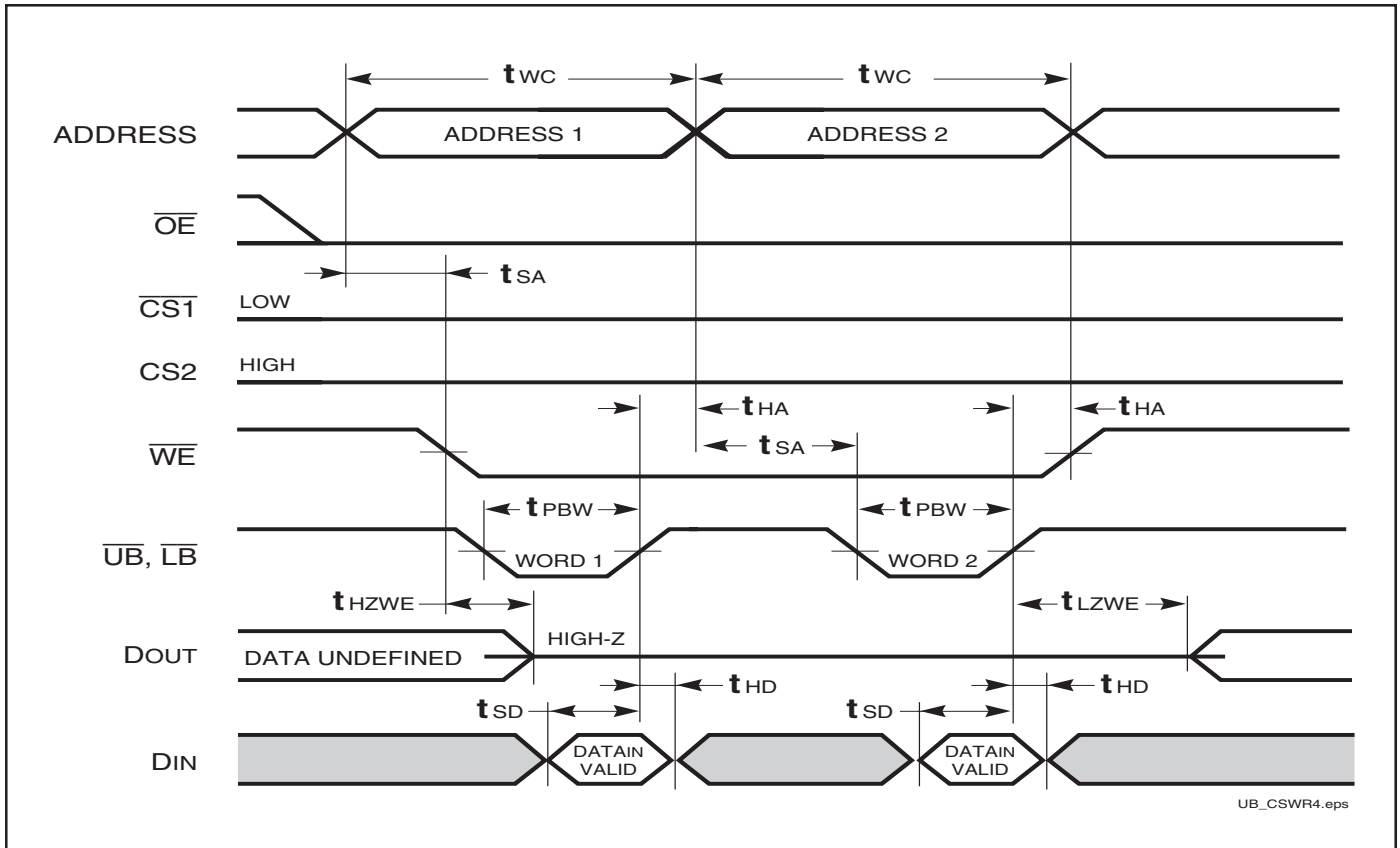 tWC tWC
ADDRESS ADDRESS 1 ADDRESS 2
OE
tSA
CS1 LOW
CS2 HIGH
tHA tHA
WE tSA
tPBW tPBW
UB, LB WORD 1 WORD 2
tHZWE tLZWE
DOUT DATA UNDEFINED HIGH-Z
tHD tHD
tSD tSD
DIN DATAIN VALID DATAIN VALID
UB_CSWR4.eps